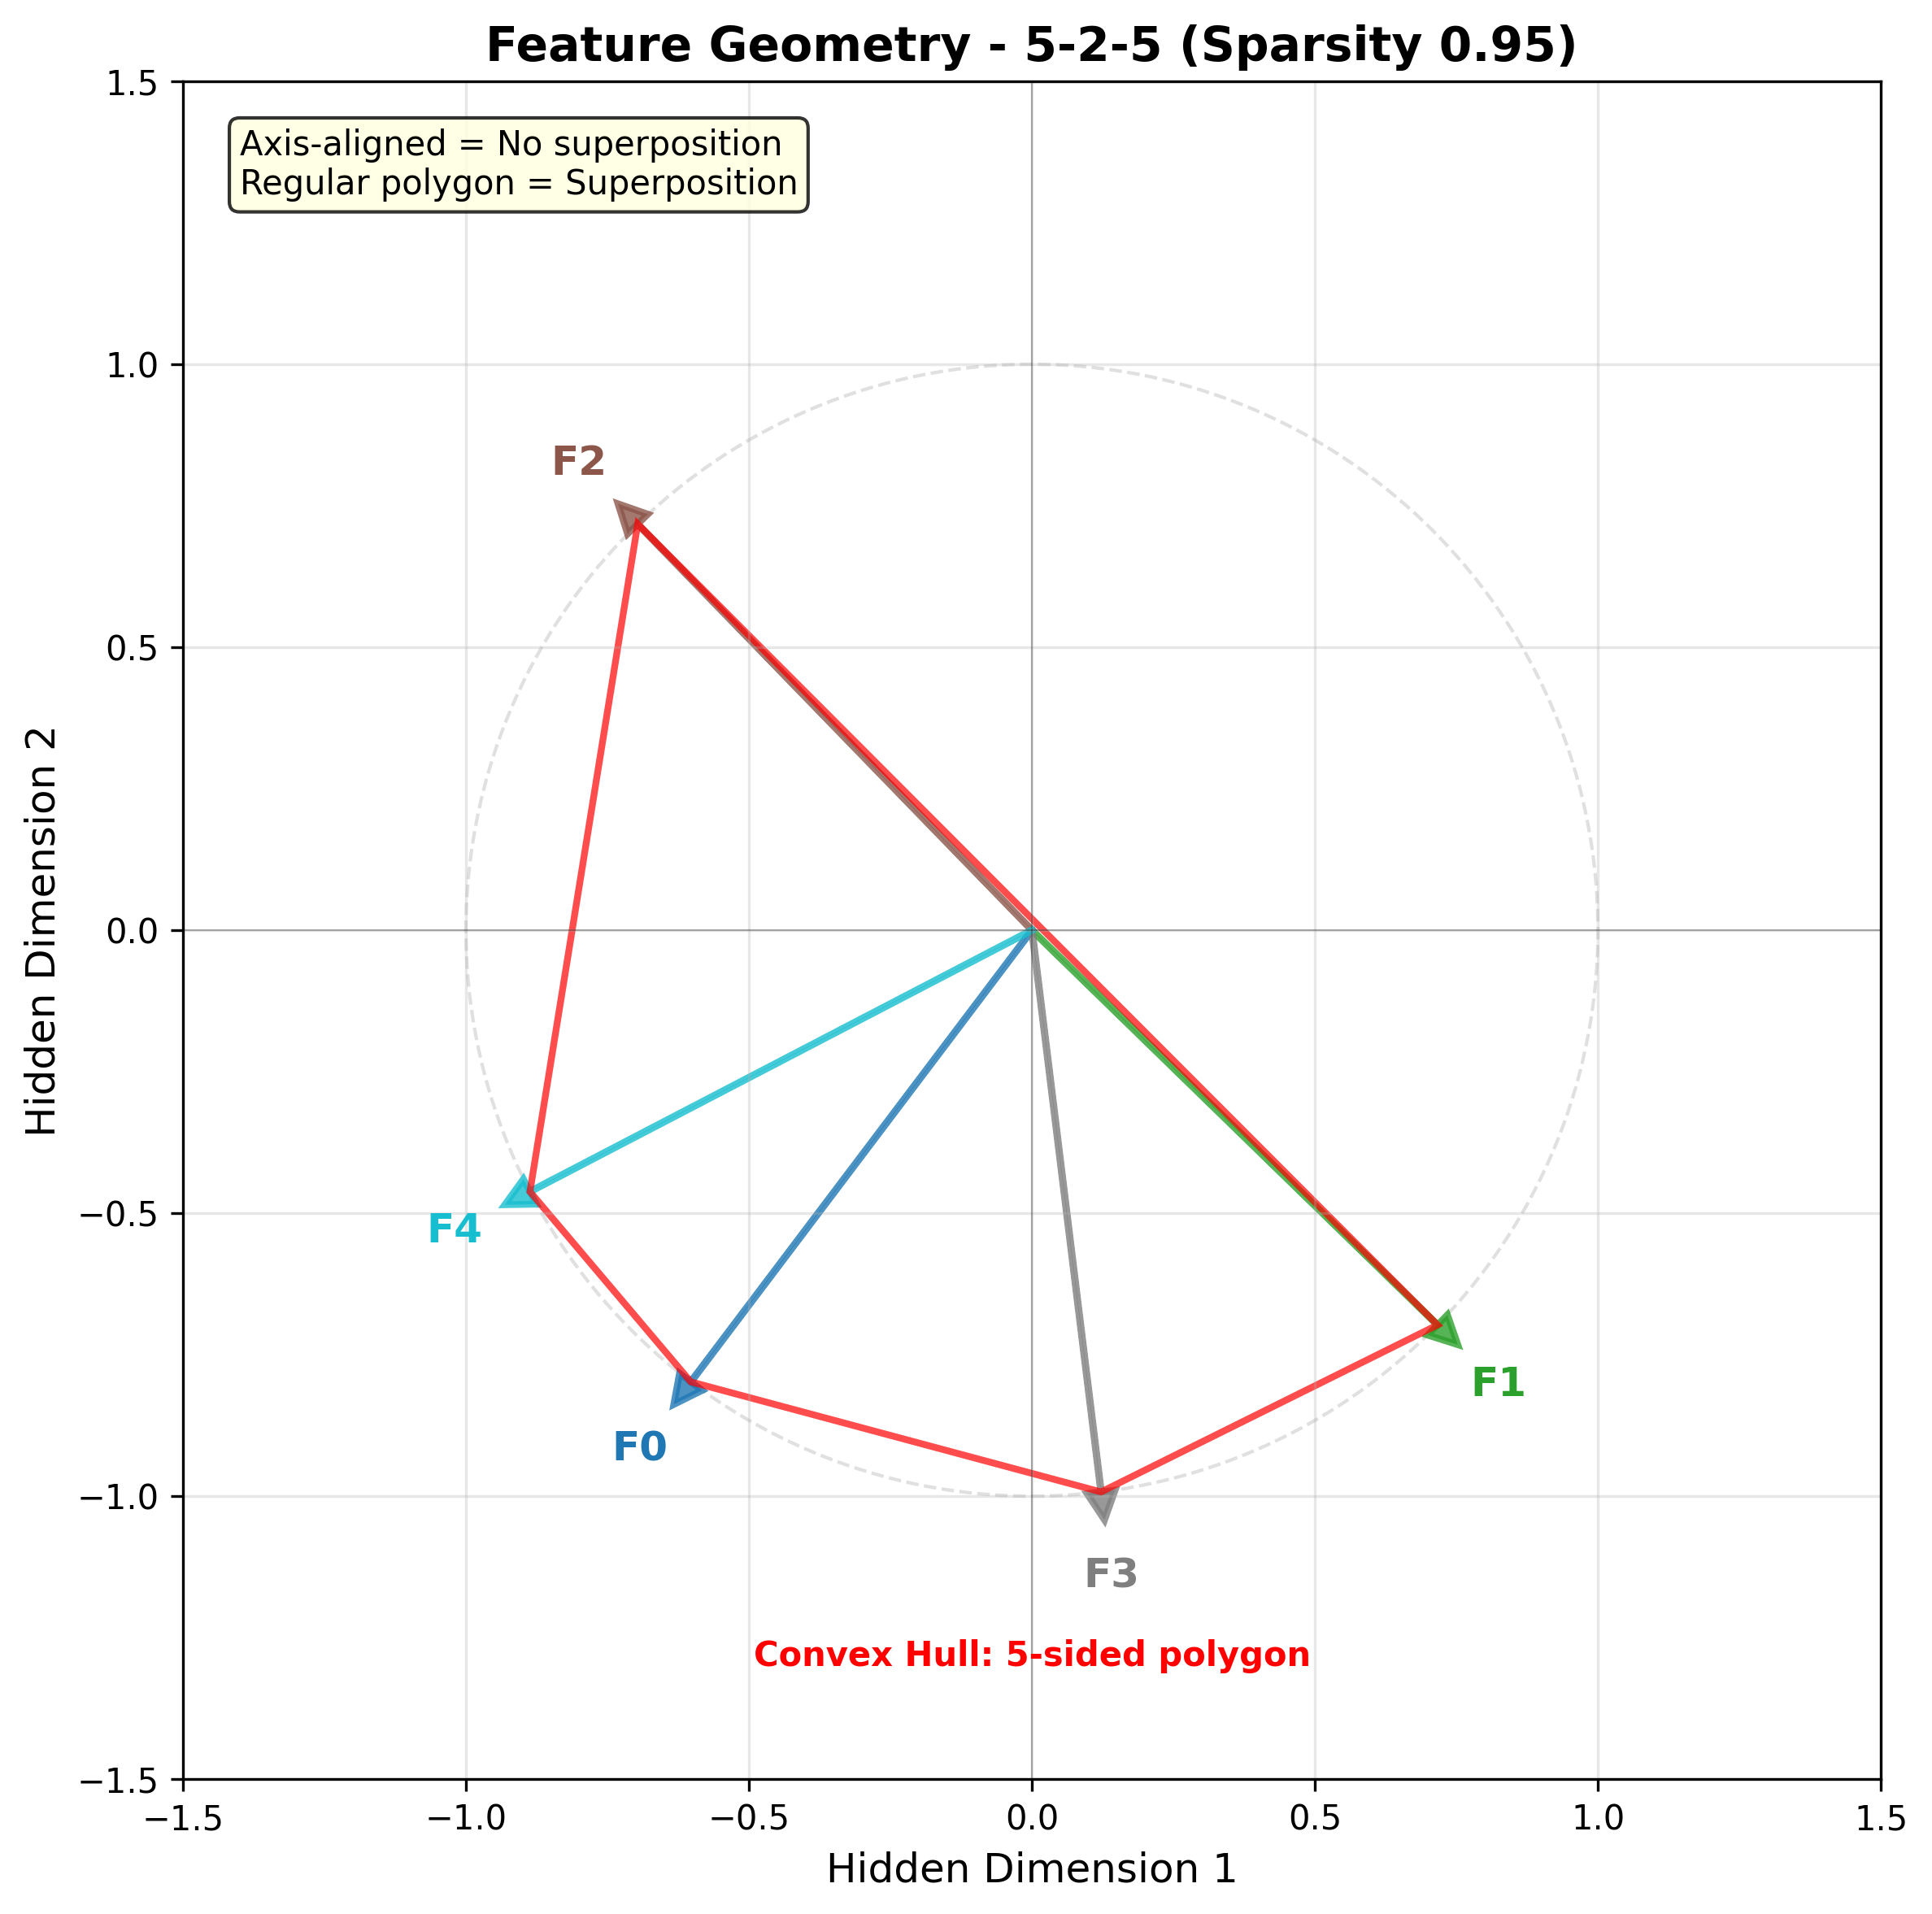 Feature Geometry - 5-2-5 (Sparsity 0.95)
Axis-aligned = No superposition
Regular polygon = Superposition
1.5
1.0
0.5
0.0
−0.5
−1.0
−1.5
Hidden Dimension 2
F2
F4
F1
F0
F3
Convex Hull: 5-sided polygon
−1.5 −1.0 −0.5 0.0 0.5 1.0 1.5
Hidden Dimension 1